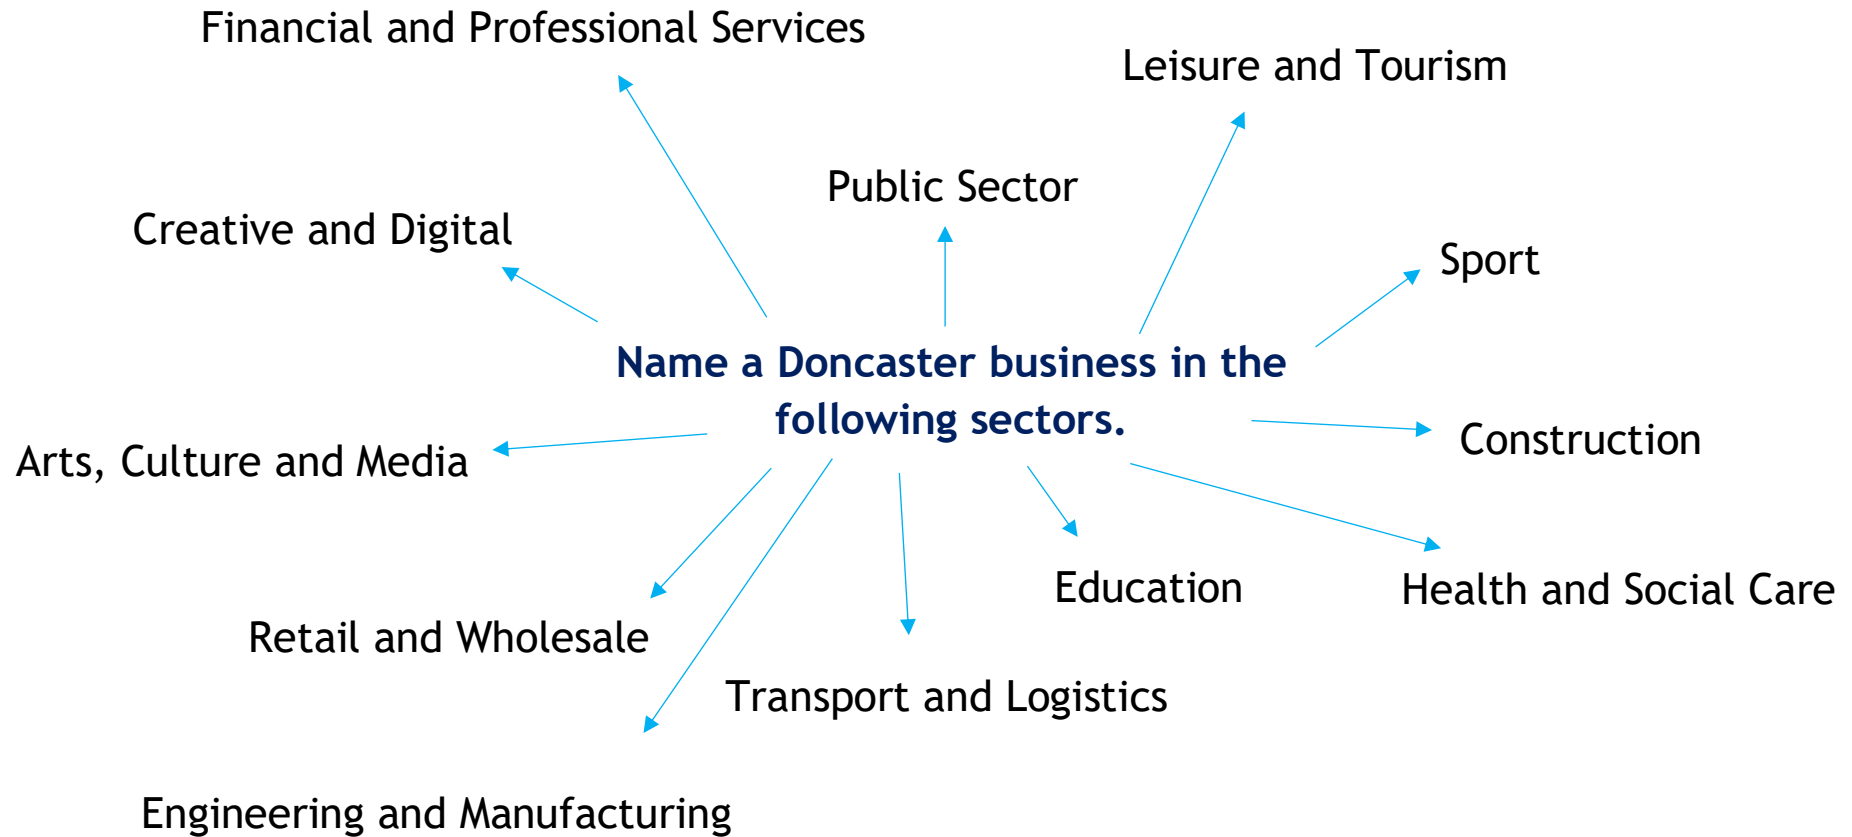 Financial and Professional Services
Leisure and Tourism
Public Sector
Creative and Digital
Sport
Name a Doncaster business in the
following sectors.
Construction
Arts, Culture and Media
Education
Health and Social Care
Retail and Wholesale
Transport and Logistics
Engineering and Manufacturing